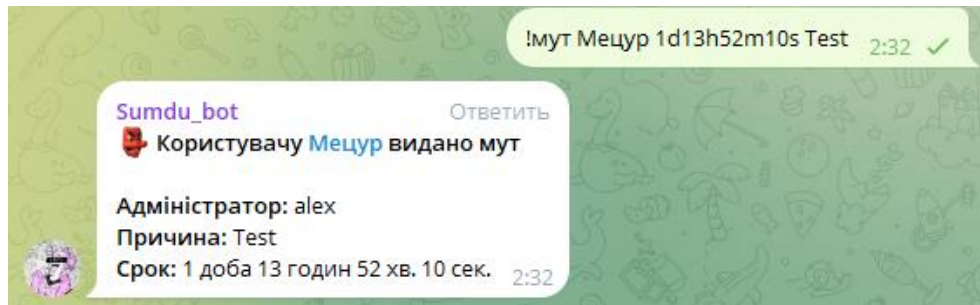 !мут Мецур 1d13h52m10s Test 2:32
Sumdu_bot Ответить
Користувачу Мецур видано мут
Адміністратор: alex
Причина: Test
Срок: 1 доба 13 годин 52 хв. 10 сек. 2:32